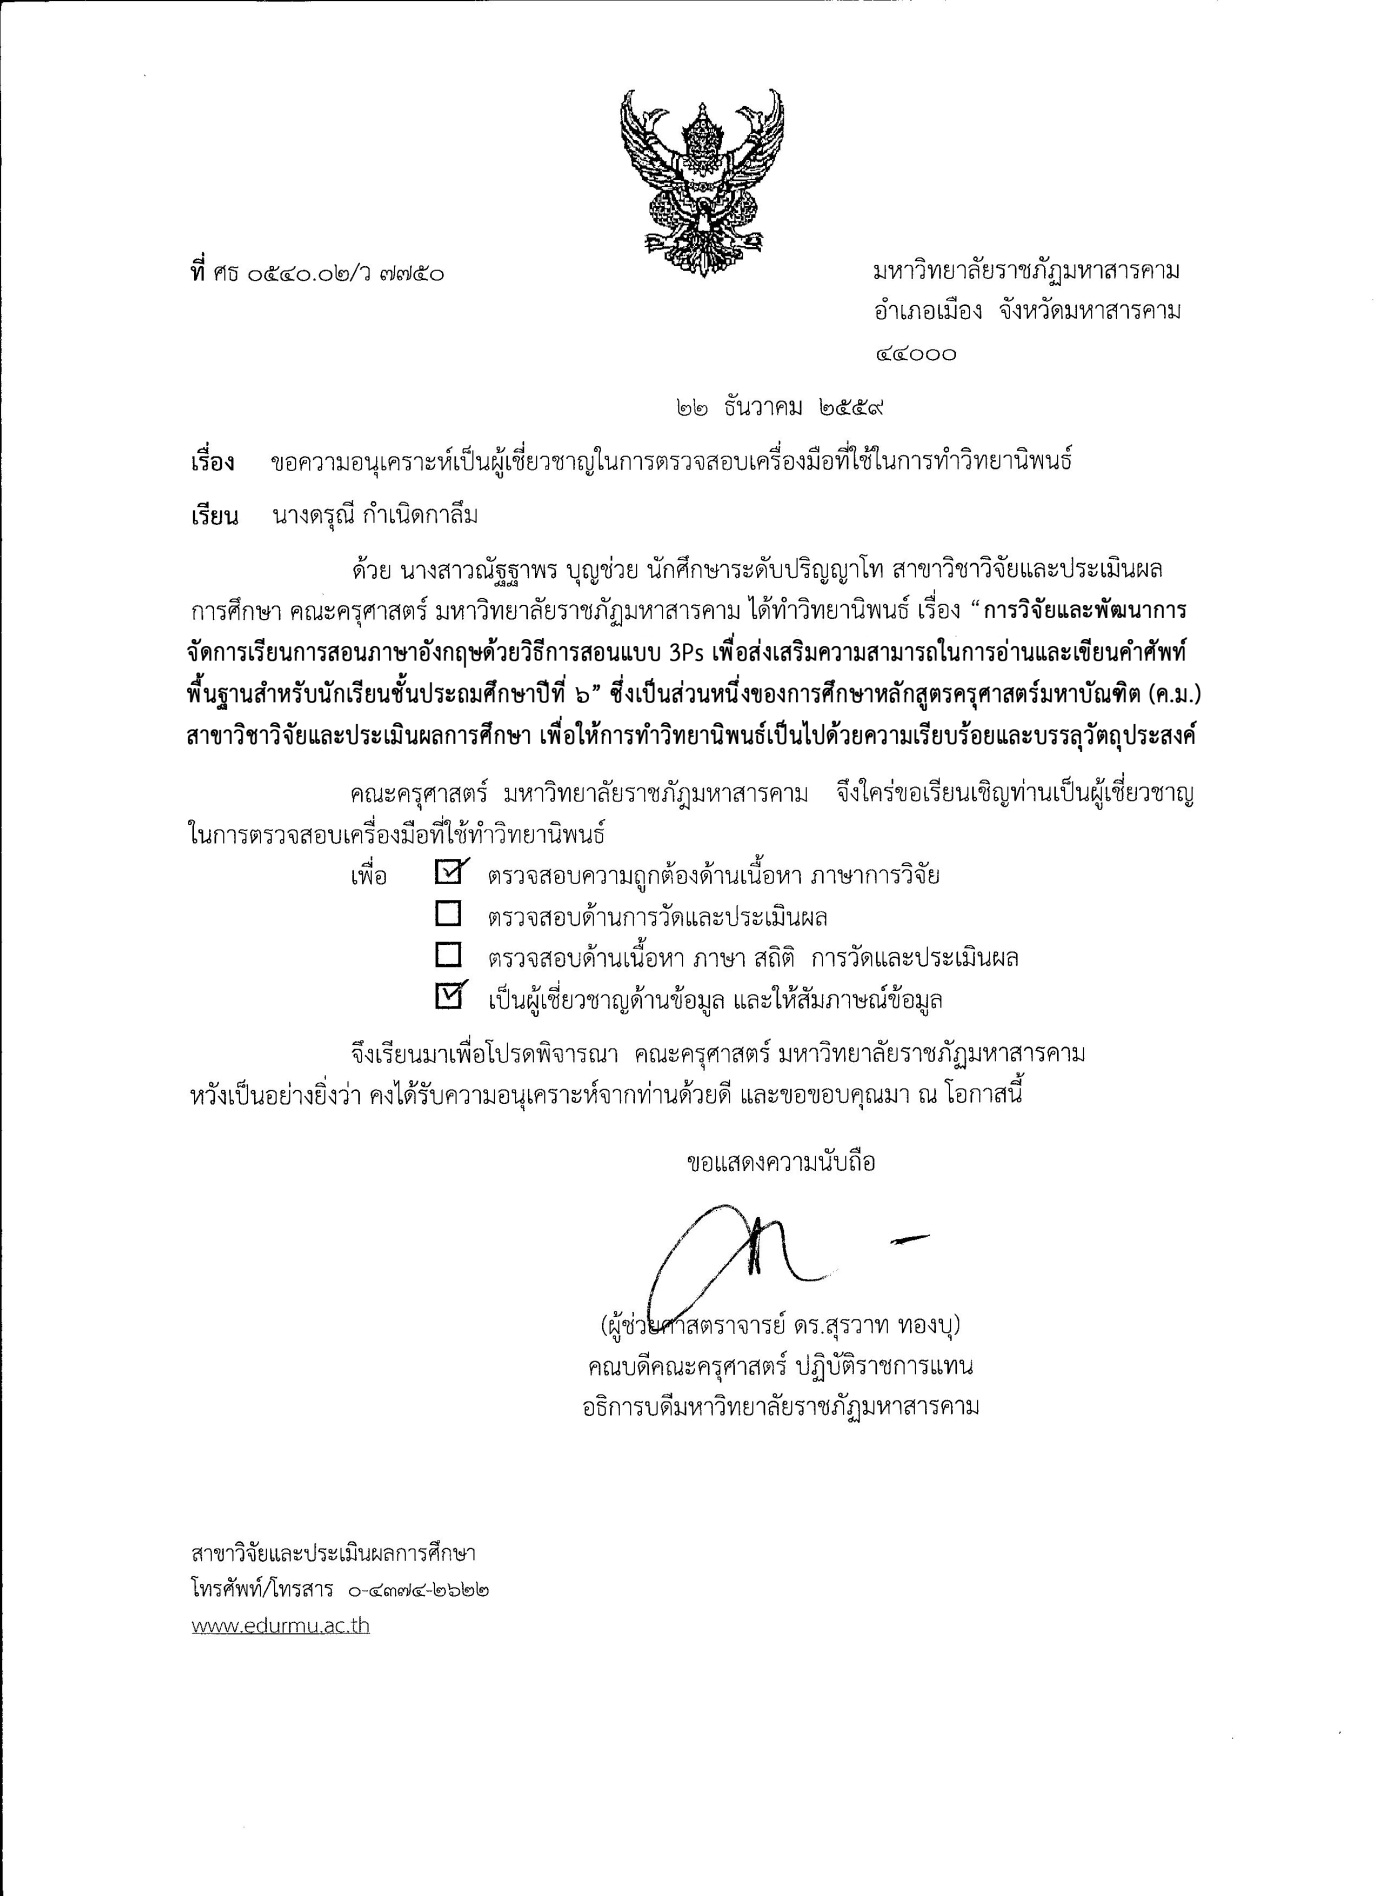 ที่ ศธ ๐๕๔๐.๐๒/ว ๗๗๕๐
มหาวิทยาลัยราชภัฏมหาสารคาม
อำเภอเมือง จังหวัดมหาสารคาม
๔๔๐๐๐
๒๒ ธันวาคม ๒๕๕๙
เรื่อง ขอความอนุเคราะห์เป็นผู้เชี่ยวชาญในการตรวจสอบเครื่องมือที่ใช้ในการทำวิทยานิพนธ์
เรียน นางดรุณี กำเนิดกาลึม
ด้วย นางสาวณัฐฐาพร บุญช่วย นักศึกษาระดับปริญญาโท สาขาวิชาวิจัยและประเมินผล
การศึกษา คณะครุศาสตร์ มหาวิทยาลัยราชภัฏมหาสารคาม ได้ทำวิทยานิพนธ์ เรื่อง “การวิจัยและพัฒนาการ
จัดการเรียนการสอนภาษาอังกฤษด้วยวิธีการสอนแบบ 3Ps เพื่อส่งเสริมความสามารถในการอ่านและเขียนคำศัพท์
พื้นฐานสำหรับนักเรียนชั้นประถมศึกษาปีที่ ๖” ซึ่งเป็นส่วนหนึ่งของการศึกษาหลักสูตรครุศาสตร์มหาบัณฑิต (ค.ม.)
สาขาวิชาวิจัยและประเมินผลการศึกษา เพื่อให้การทำวิทยานิพนธ์เป็นไปด้วยความเรียบร้อยและบรรลุวัตถุประสงค์
คณะครุศาสตร์ มหาวิทยาลัยราชภัฏมหาสารคาม จึงใคร่ขอเรียนเชิญท่านเป็นผู้เชี่ยวชาญ
ในการตรวจสอบเครื่องมือที่ใช้ทำวิทยานิพนธ์
เพื่อ ☑ ตรวจสอบความถูกต้องด้านเนื้อหา ภาษาการวิจัย
☐ ตรวจสอบด้านการวัดและประเมินผล
☐ ตรวจสอบด้านเนื้อหา ภาษา สถิติ การวัดและประเมินผล
☑ เป็นผู้เชี่ยวชาญด้านข้อมูล และให้สัมภาษณ์ข้อมูล
จึงเรียนมาเพื่อโปรดพิจารณา คณะครุศาสตร์ มหาวิทยาลัยราชภัฏมหาสารคาม
หวังเป็นอย่างยิ่งว่า คงได้รับความอนุเคราะห์จากท่านด้วยดี และขอขอบคุณมา ณ โอกาสนี้
ขอแสดงความนับถือ
(ผู้ช่วยศาสตราจารย์ ดร.สุรวาท ทองบุ)
คณบดีคณะครุศาสตร์ ปฏิบัติราชการแทน
อธิการบดีมหาวิทยาลัยราชภัฏมหาสารคาม
สาขาวิจัยและประเมินผลการศึกษา
โทรศัพท์/โทรสาร ๐-๔๓๗๔-๒๖๒๒
www.edurmu.ac.th